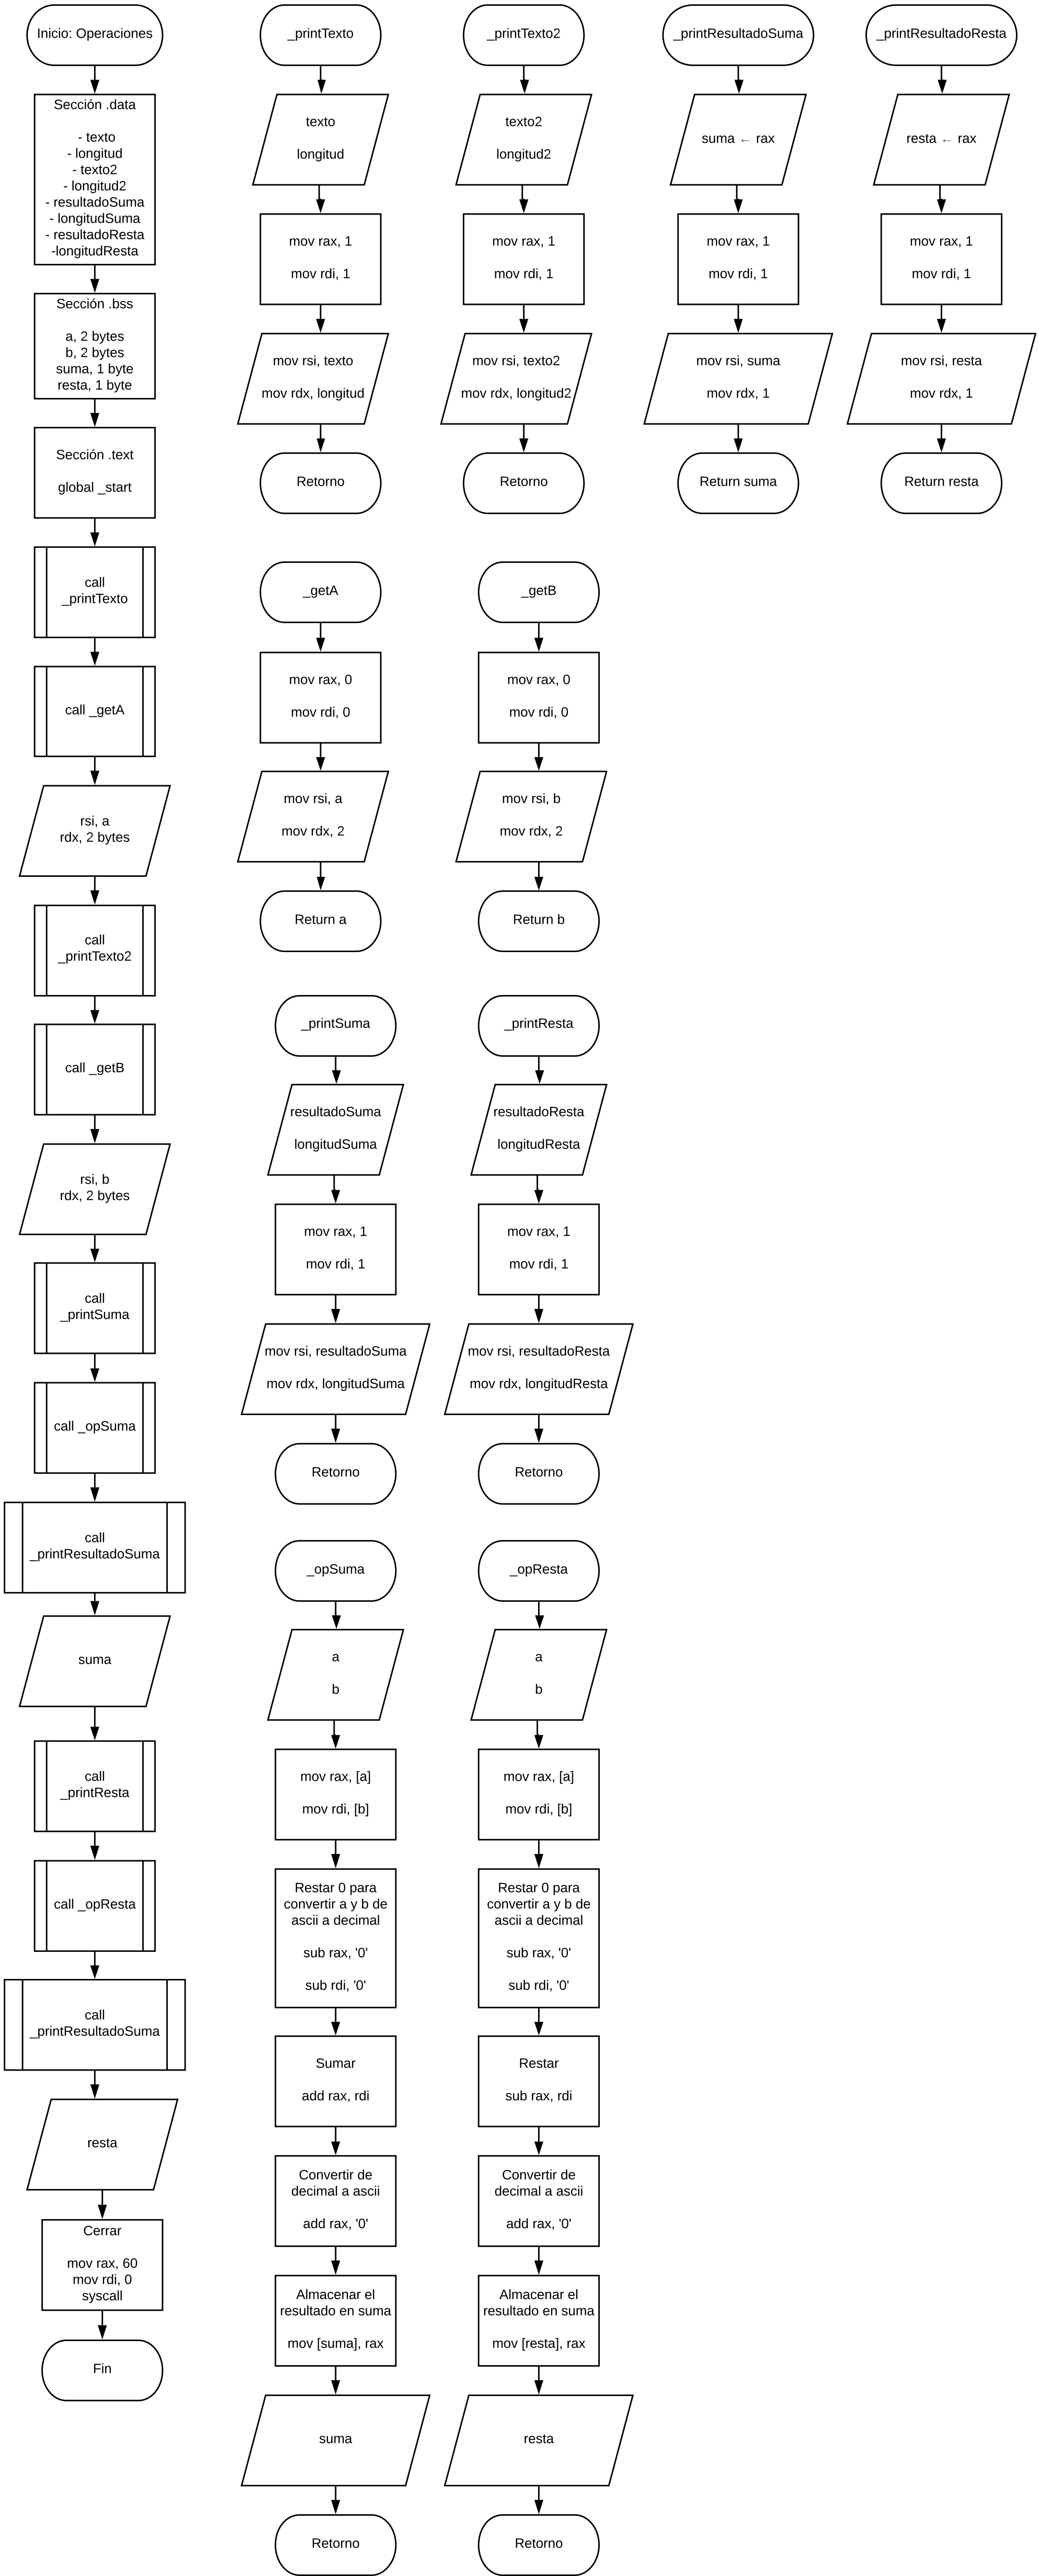 Inicio: Operaciones
Sección .data
- texto
- longitud
- texto2
- longitud2
- resultadoSuma
- longitudSuma
- resultadoResta
-longitudResta
Sección .bss
a, 2 bytes
b, 2 bytes
suma, 1 byte
resta, 1 byte
Sección .text
global _start
call
_printTexto
call _getA
rsi, a
rdx, 2 bytes
call
_printTexto2
call _getB
rsi, b
rdx, 2 bytes
call
_printSuma
call _opSuma
call
_printResultadoSuma
suma
call
_printResta
call _opResta
call
_printResultadoSuma
resta
Cerrar
mov rax, 60
mov rdi, 0
syscall
Fin
_printTexto
texto
longitud
mov rax, 1
mov rdi, 1
mov rsi, texto
mov rdx, longitud
Retorno
_printTexto2
texto2
longitud2
mov rax, 1
mov rdi, 1
mov rsi, texto2
mov rdx, longitud2
Retorno
_printResultadoSuma
suma ← rax
mov rax, 1
mov rdi, 1
mov rsi, suma
mov rdx, 1
Return suma
_printResultadoResta
resta ← rax
mov rax, 1
mov rdi, 1
mov rsi, resta
mov rdx, 1
Return resta
_getA
mov rax, 0
mov rdi, 0
mov rsi, a
mov rdx, 2
Return a
_getB
mov rax, 0
mov rdi, 0
mov rsi, b
mov rdx, 2
Return b
_printSuma
resultadoSuma
longitudSuma
mov rax, 1
mov rdi, 1
mov rsi, resultadoSuma
mov rdx, longitudSuma
Retorno
_printResta
resultadoResta
longitudResta
mov rax, 1
mov rdi, 1
mov rsi, resultadoResta
mov rdx, longitudResta
Retorno
_opSuma
a
b
mov rax, [a]
mov rdi, [b]
Restar 0 para
convertir a y b de
ascii a decimal
sub rax, '0'
sub rdi, '0'
Sumar
add rax, rdi
Convertir de
decimal a ascii
add rax, '0'
Almacenar el
resultado en suma
mov [suma], rax
suma
Retorno
_opResta
a
b
mov rax, [a]
mov rdi, [b]
Restar 0 para
convertir a y b de
ascii a decimal
sub rax, '0'
sub rdi, '0'
Restar
sub rax, rdi
Convertir de
decimal a ascii
add rax, '0'
Almacenar el
resultado en suma
mov [resta], rax
resta
Retorno